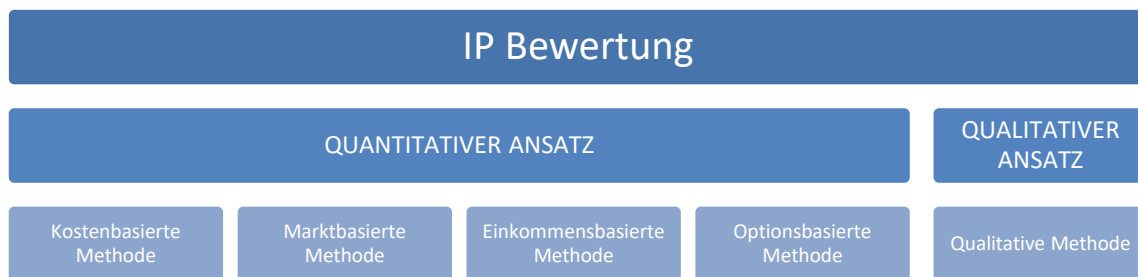 IP Bewertung
QUANTITATIVER ANSATZ
QUALITATIVER
ANSATZ
Kostenbasierte
Methode
Marktbasierte
Methode
Einkommensbasierte
Methode
Optionsbasierte
Methode
Qualitative Methode